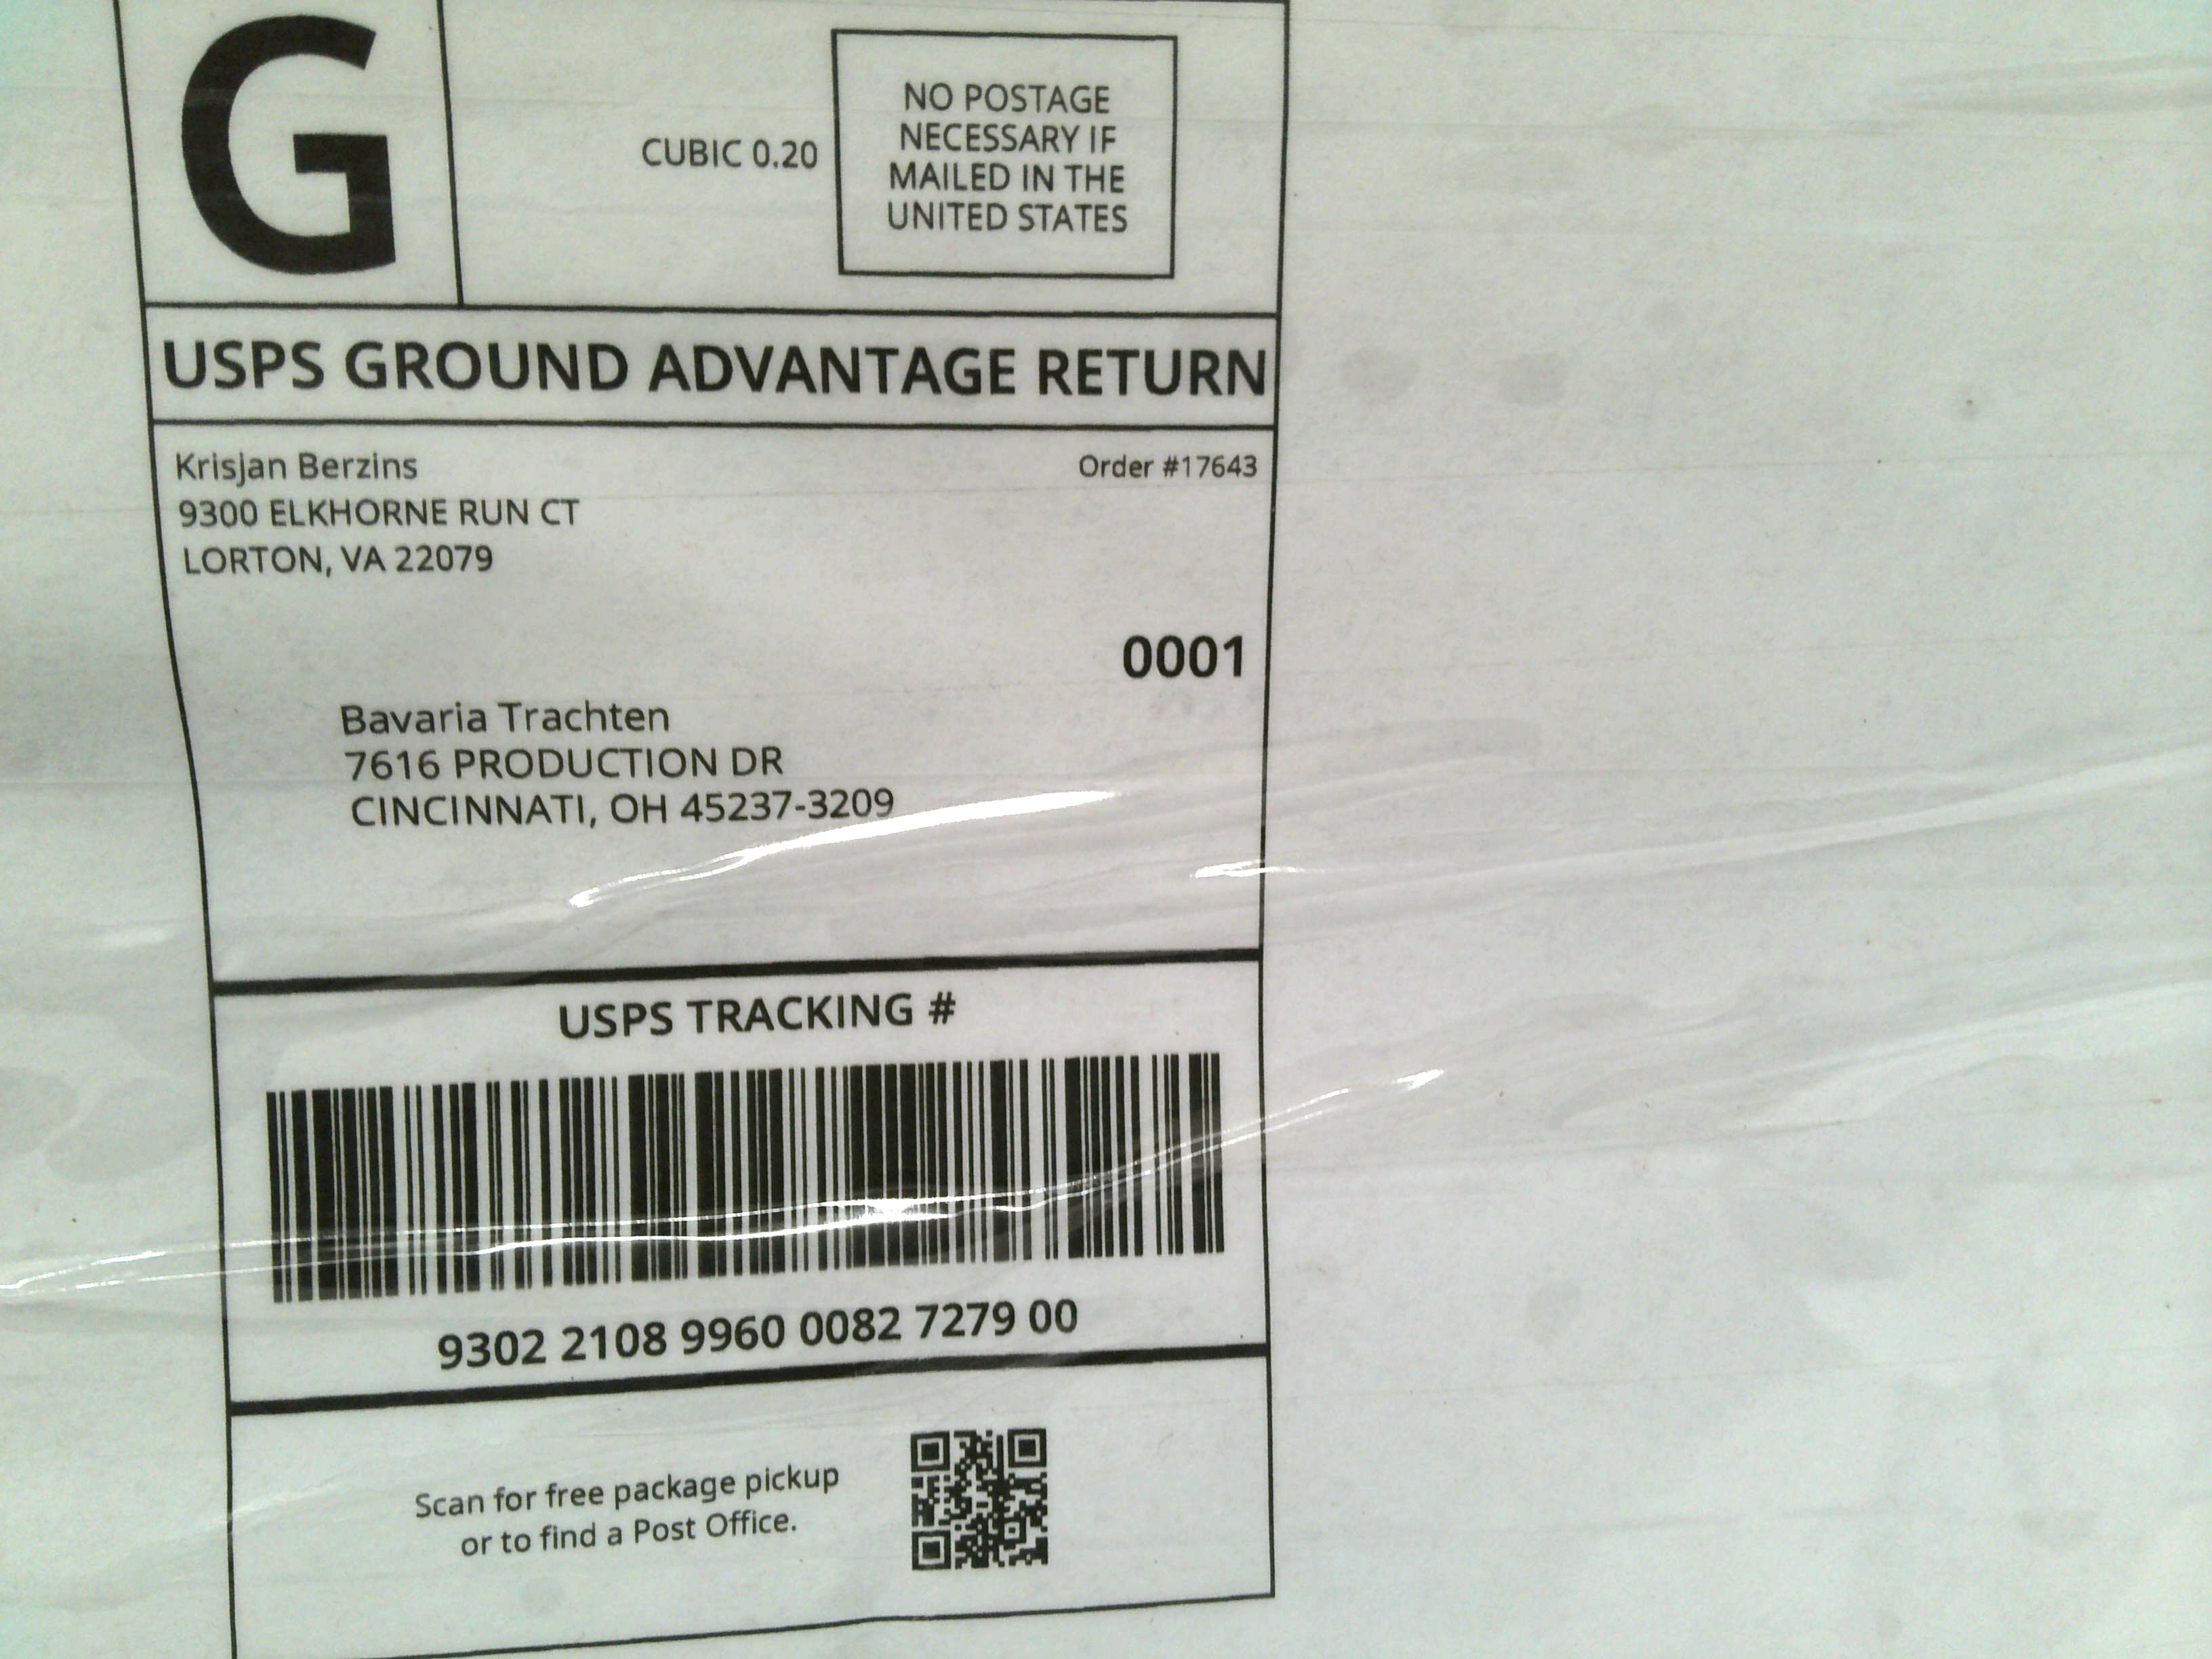 G
CUBIC 0.20
NO POSTAGE
NECESSARY IF
MAILED IN THE
UNITED STATES
USPS GROUND ADVANTAGE RETURN
Krisjan Berzins
Order #17643
9300 ELKHORNE RUN CT
LORTON, VA 22079
0001
Bavaria Trachten
7616 PRODUCTION DR
CINCINNATI, OH 45237-3209
USPS TRACKING #
9302 2108 9960 0082 7279 00
Scan for free package pickup
or to find a Post Office.